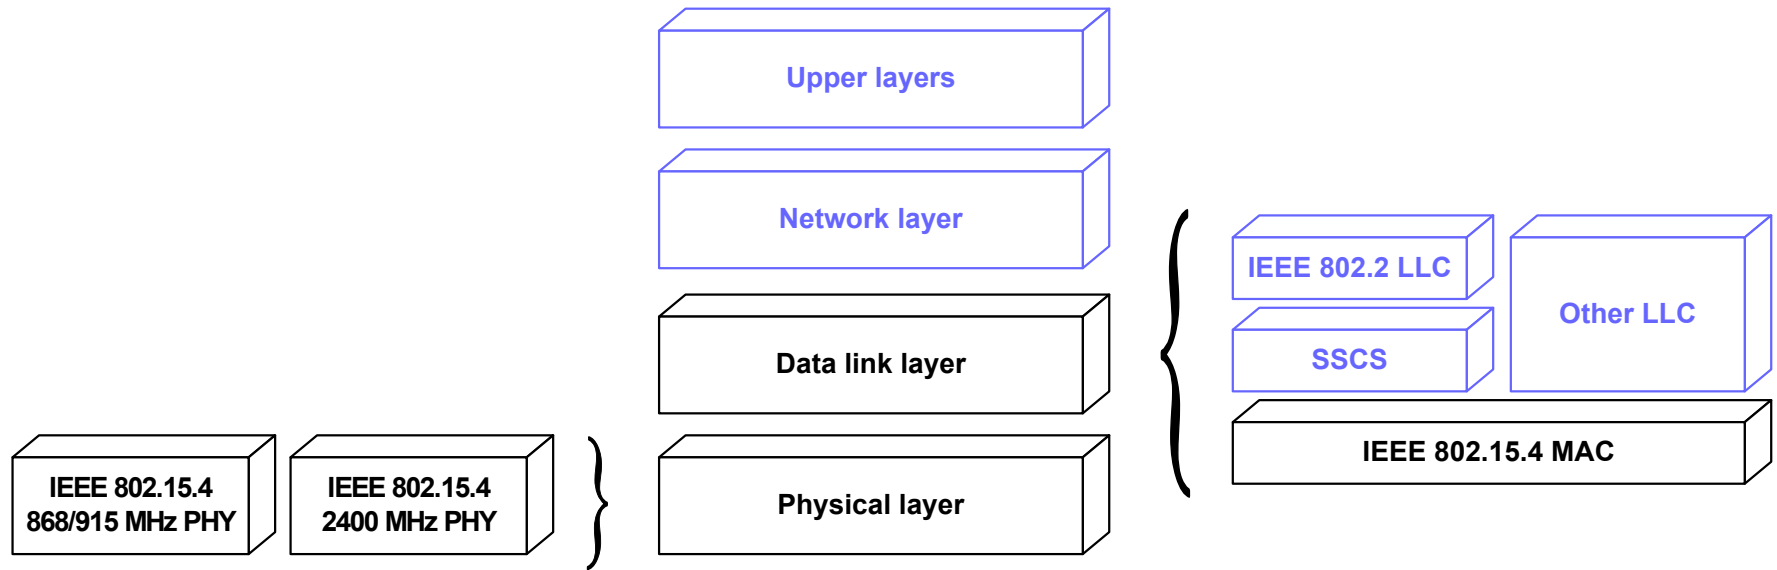 Upper layers
Network layer
IEEE 802.2 LLC
Other LLC
SSCS
Data link layer
IEEE 802.15.4 MAC
IEEE 802.15.4
868/915 MHz PHY
IEEE 802.15.4
2400 MHz PHY
Physical layer